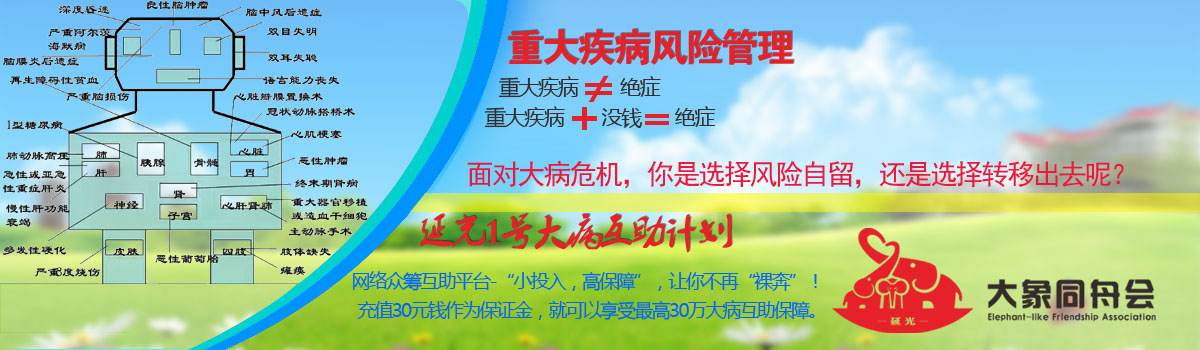 深度昏迷
良性脑肿瘤
脑中风后遗症
严重阿尔茨
海默病
双目失明
脑膜炎后遗症
双耳失聪
再生障碍性贫血
语言能力丧失
严重脑损伤
心脏瓣膜置换术
冠状动脉搭桥术
I型糖尿病
心肌梗塞
肺动脉高压
肺
胰腺
骨髓
心脏
恶性肿瘤
急性或亚急
性重症肝炎
肝
胃
肾
终末期肾病
慢性肝功能
衰竭
神经
子宫
心肝肾肺
重大器官移植
或造血干细胞
主动脉手术
多发性硬化
皮肤
恶性葡萄胎
四肢
肢体缺失
严重III度烧伤
瘫痪
重大疾病风险管理
重大疾病≠绝症
重大疾病+没钱=绝症
面对大病危机，你是选择风险自留，还是选择转移出去呢？
延光1号大病互助计划
网络众筹互助平台-“小投入，高保障”，让你不再“裸奔”！
充值30元钱作为保证金，就可以享受最高30万大病互助保障。
延光
大象同舟会
Elephant-like Friendship Association